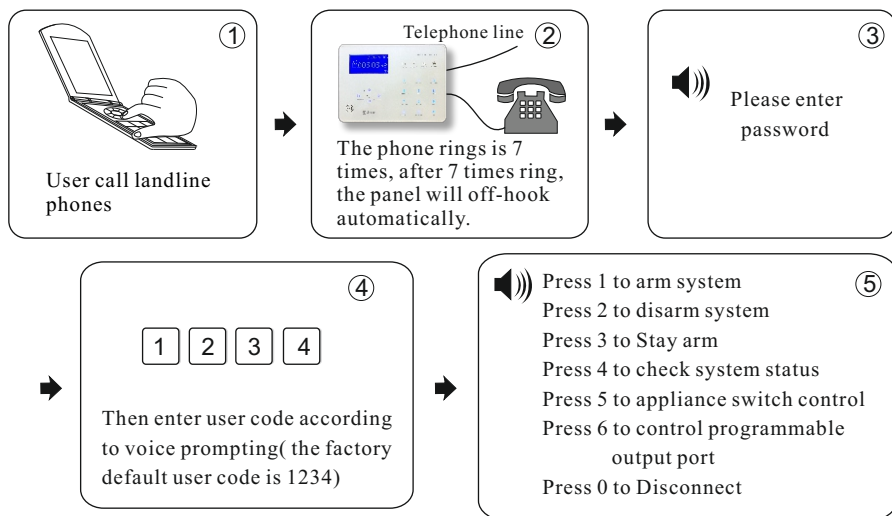 ①
User call landline
phones
Telephone line ②
The phone rings is 7
times, after 7 times ring,
the panel will off-hook
automatically.
③
Please enter
password
④
1 2 3 4
Then enter user code according
to voice prompting( the factory
default user code is 1234)
⑤
Press 1 to arm system
Press 2 to disarm system
Press 3 to Stay arm
Press 4 to check system status
Press 5 to appliance switch control
Press 6 to control programmable
output port
Press 0 to Disconnect